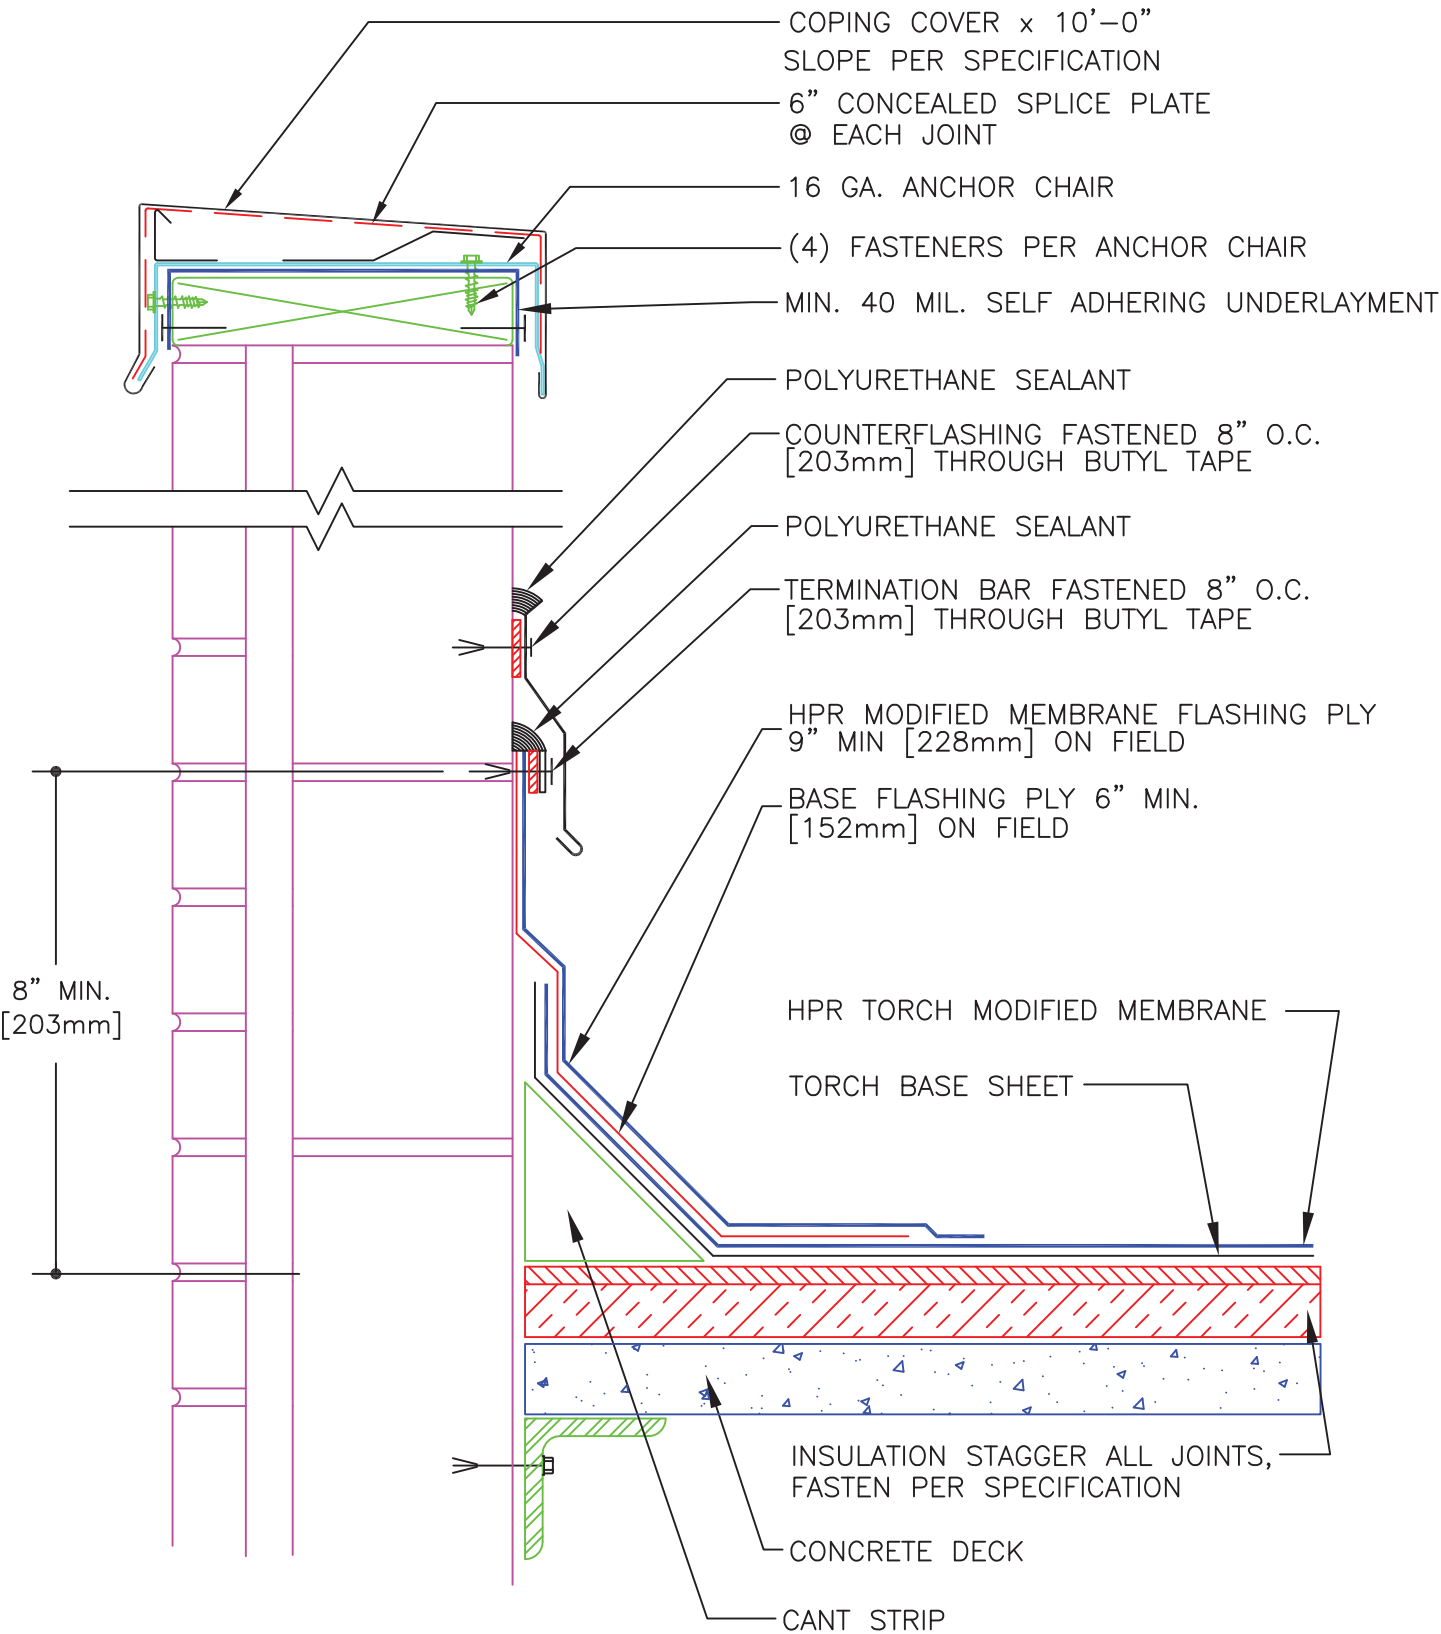 COPING COVER x 10'-0"
SLOPE PER SPECIFICATION
6" CONCEALED SPLICE PLATE
@ EACH JOINT
16 GA. ANCHOR CHAIR
(4) FASTENERS PER ANCHOR CHAIR
MIN. 40 MIL. SELF ADHERING UNDERLAYMENT
POLYURETHANE SEALANT
COUNTERFLASHING FASTENED 8" O.C.
[203mm] THROUGH BUTYL TAPE
POLYURETHANE SEALANT
TERMINATION BAR FASTENED 8" O.C.
[203mm] THROUGH BUTYL TAPE
HPR MODIFIED MEMBRANE FLASHING PLY
9" MIN [228mm] ON FIELD
BASE FLASHING PLY 6" MIN.
[152mm] ON FIELD
8" MIN.
[203mm]
HPR TORCH MODIFIED MEMBRANE
TORCH BASE SHEET
INSULATION STAGGER ALL JOINTS,
FASTEN PER SPECIFICATION
CONCRETE DECK
CANT STRIP